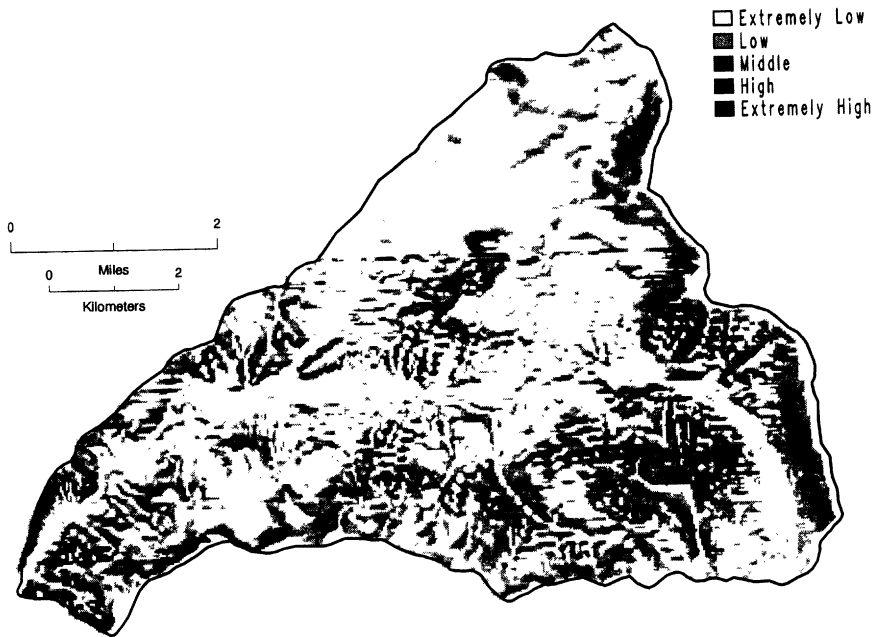 Extremely Low
Low
Middle
High
Extremely High
0 2
Miles
0 2
Kilometers